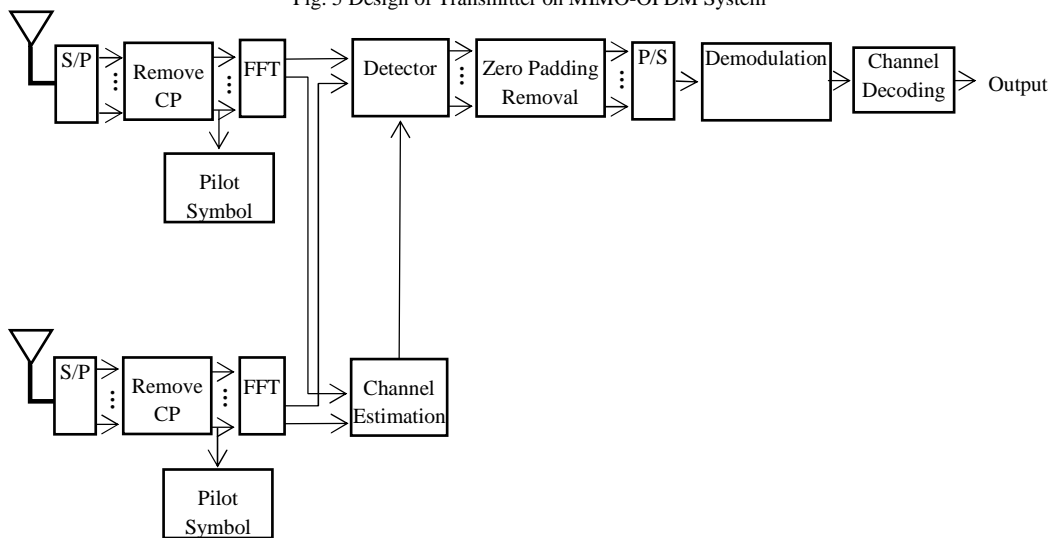 Fig. Design of Transmitter on MIMO-OFDM System
S/P
Remove
CP
FFT
Detector
Zero Padding
Removal
P/S
Demodulation
Channel
Decoding
Output
Pilot
Symbol
S/P
Remove
CP
FFT
Channel
Estimation
Pilot
Symbol